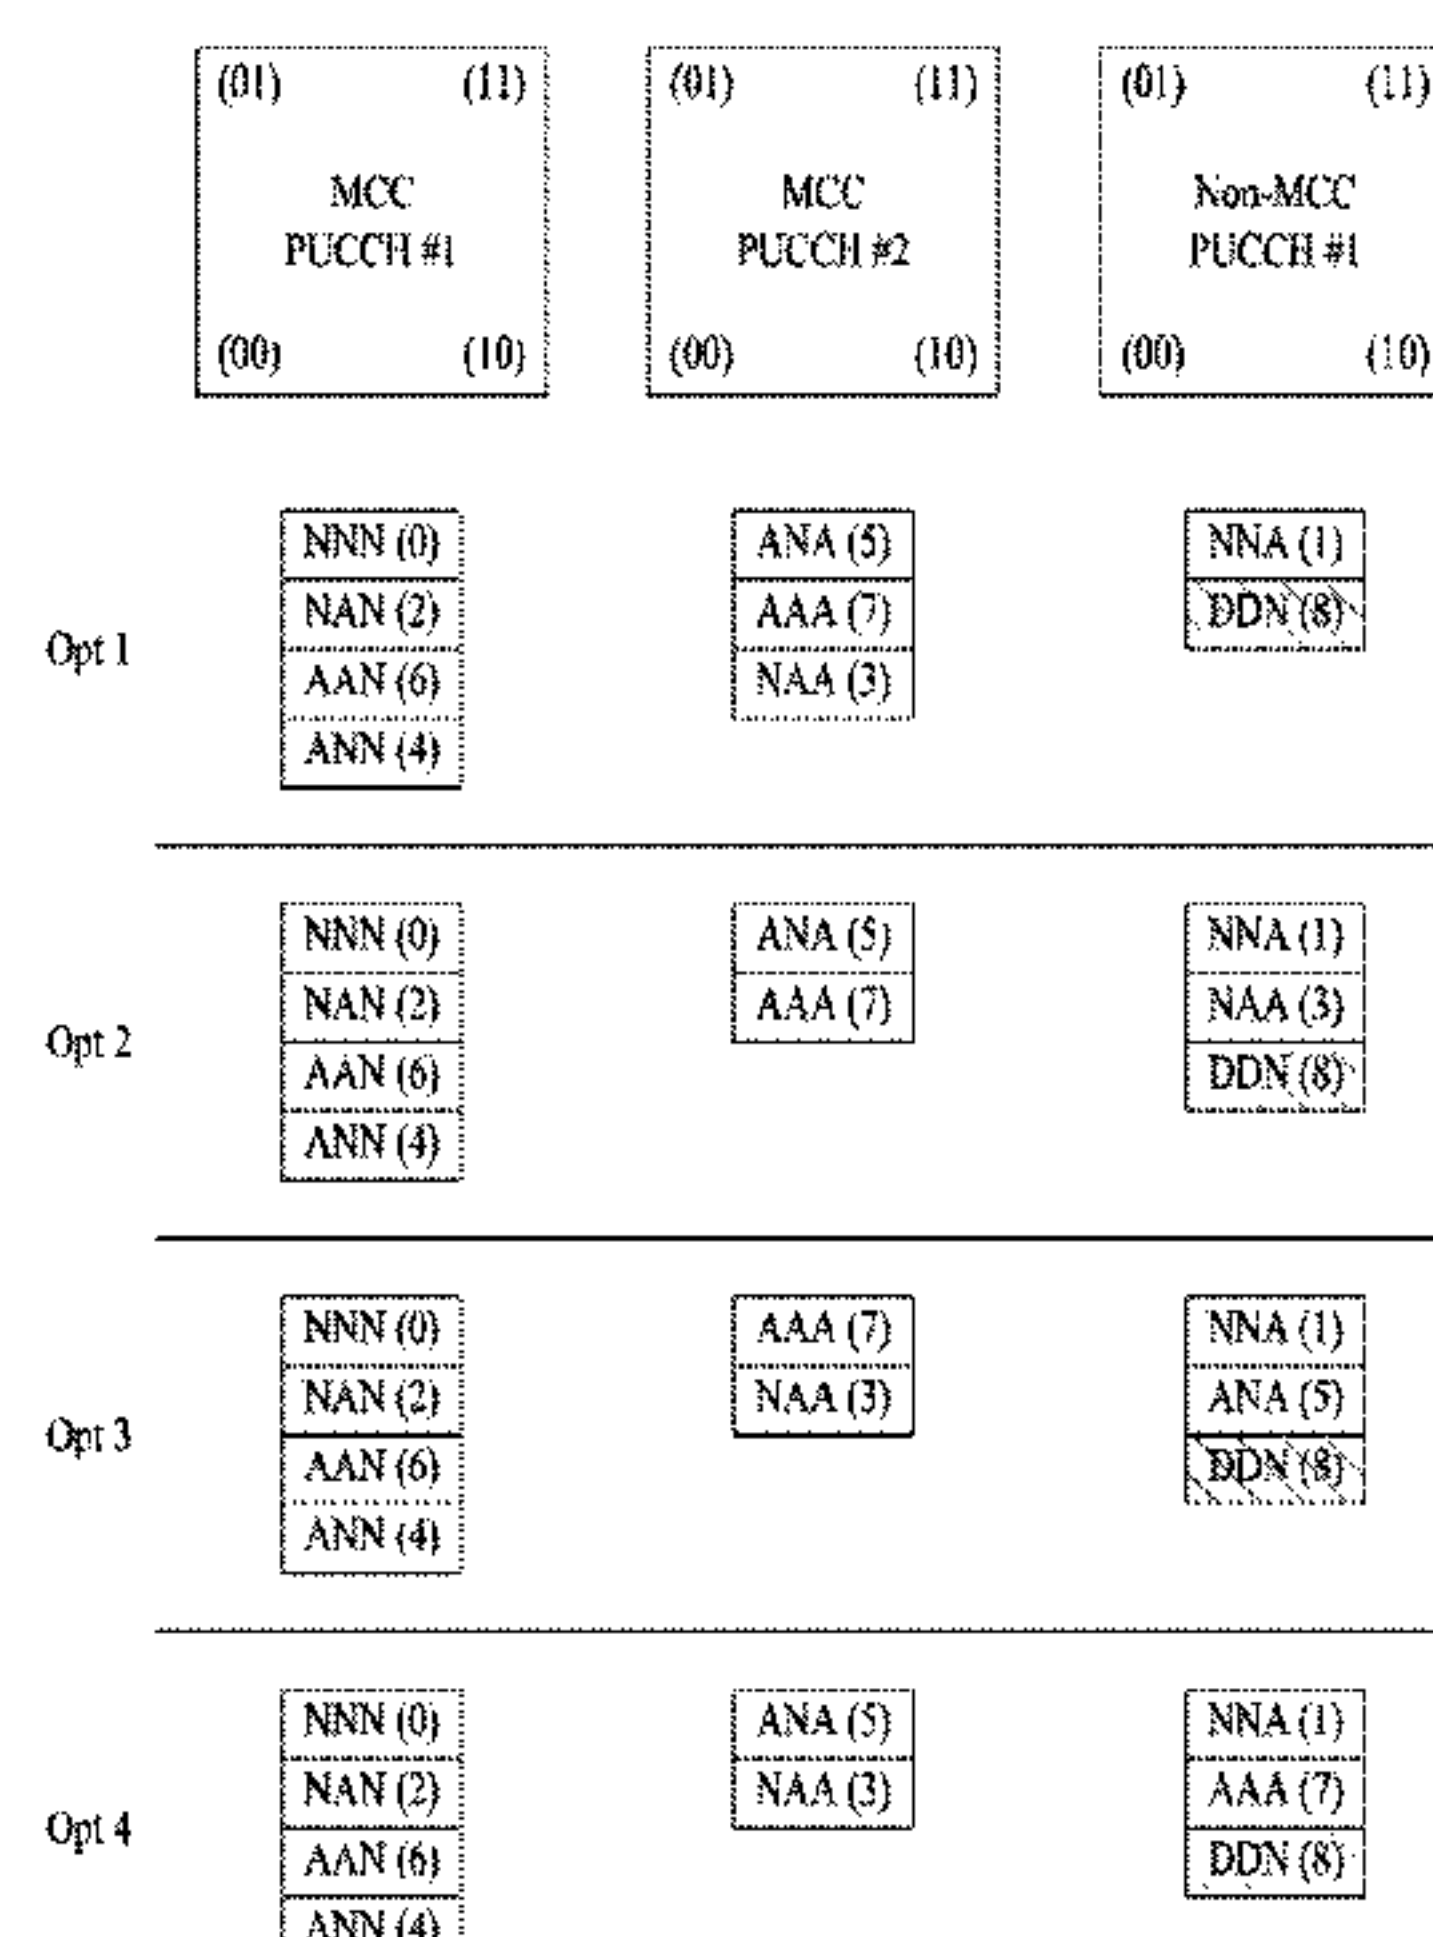 (01) (11) (01) (11) (01) (11)
MCC MCC Non-MCC
PUCCH #1 PUCCH #2 PUCCH #1
(00) (10) (00) (10) (00) (10)
NNN (0) ANA (5) NNA (1)
NAN (2) AAA (7) DDN (8)
Opt 1
AAN (6) NAA (3)
ANN (4)
NNN (0) ANA (5) NNA (1)
NAN (2) AAA (7) NAA (3)
Opt 2
AAN (6) DDN (8)
ANN (4)
NNN (0) AAA (7) NNA (1)
NAN (2) NAA (3) ANA (5)
Opt 3
AAN (6) DDN (8)
ANN (4)
NNN (0) ANA (5) NNA (1)
NAN (2) NAA (3) AAA (7)
Opt 4
AAN (6) DDN (8)
ANN (4)